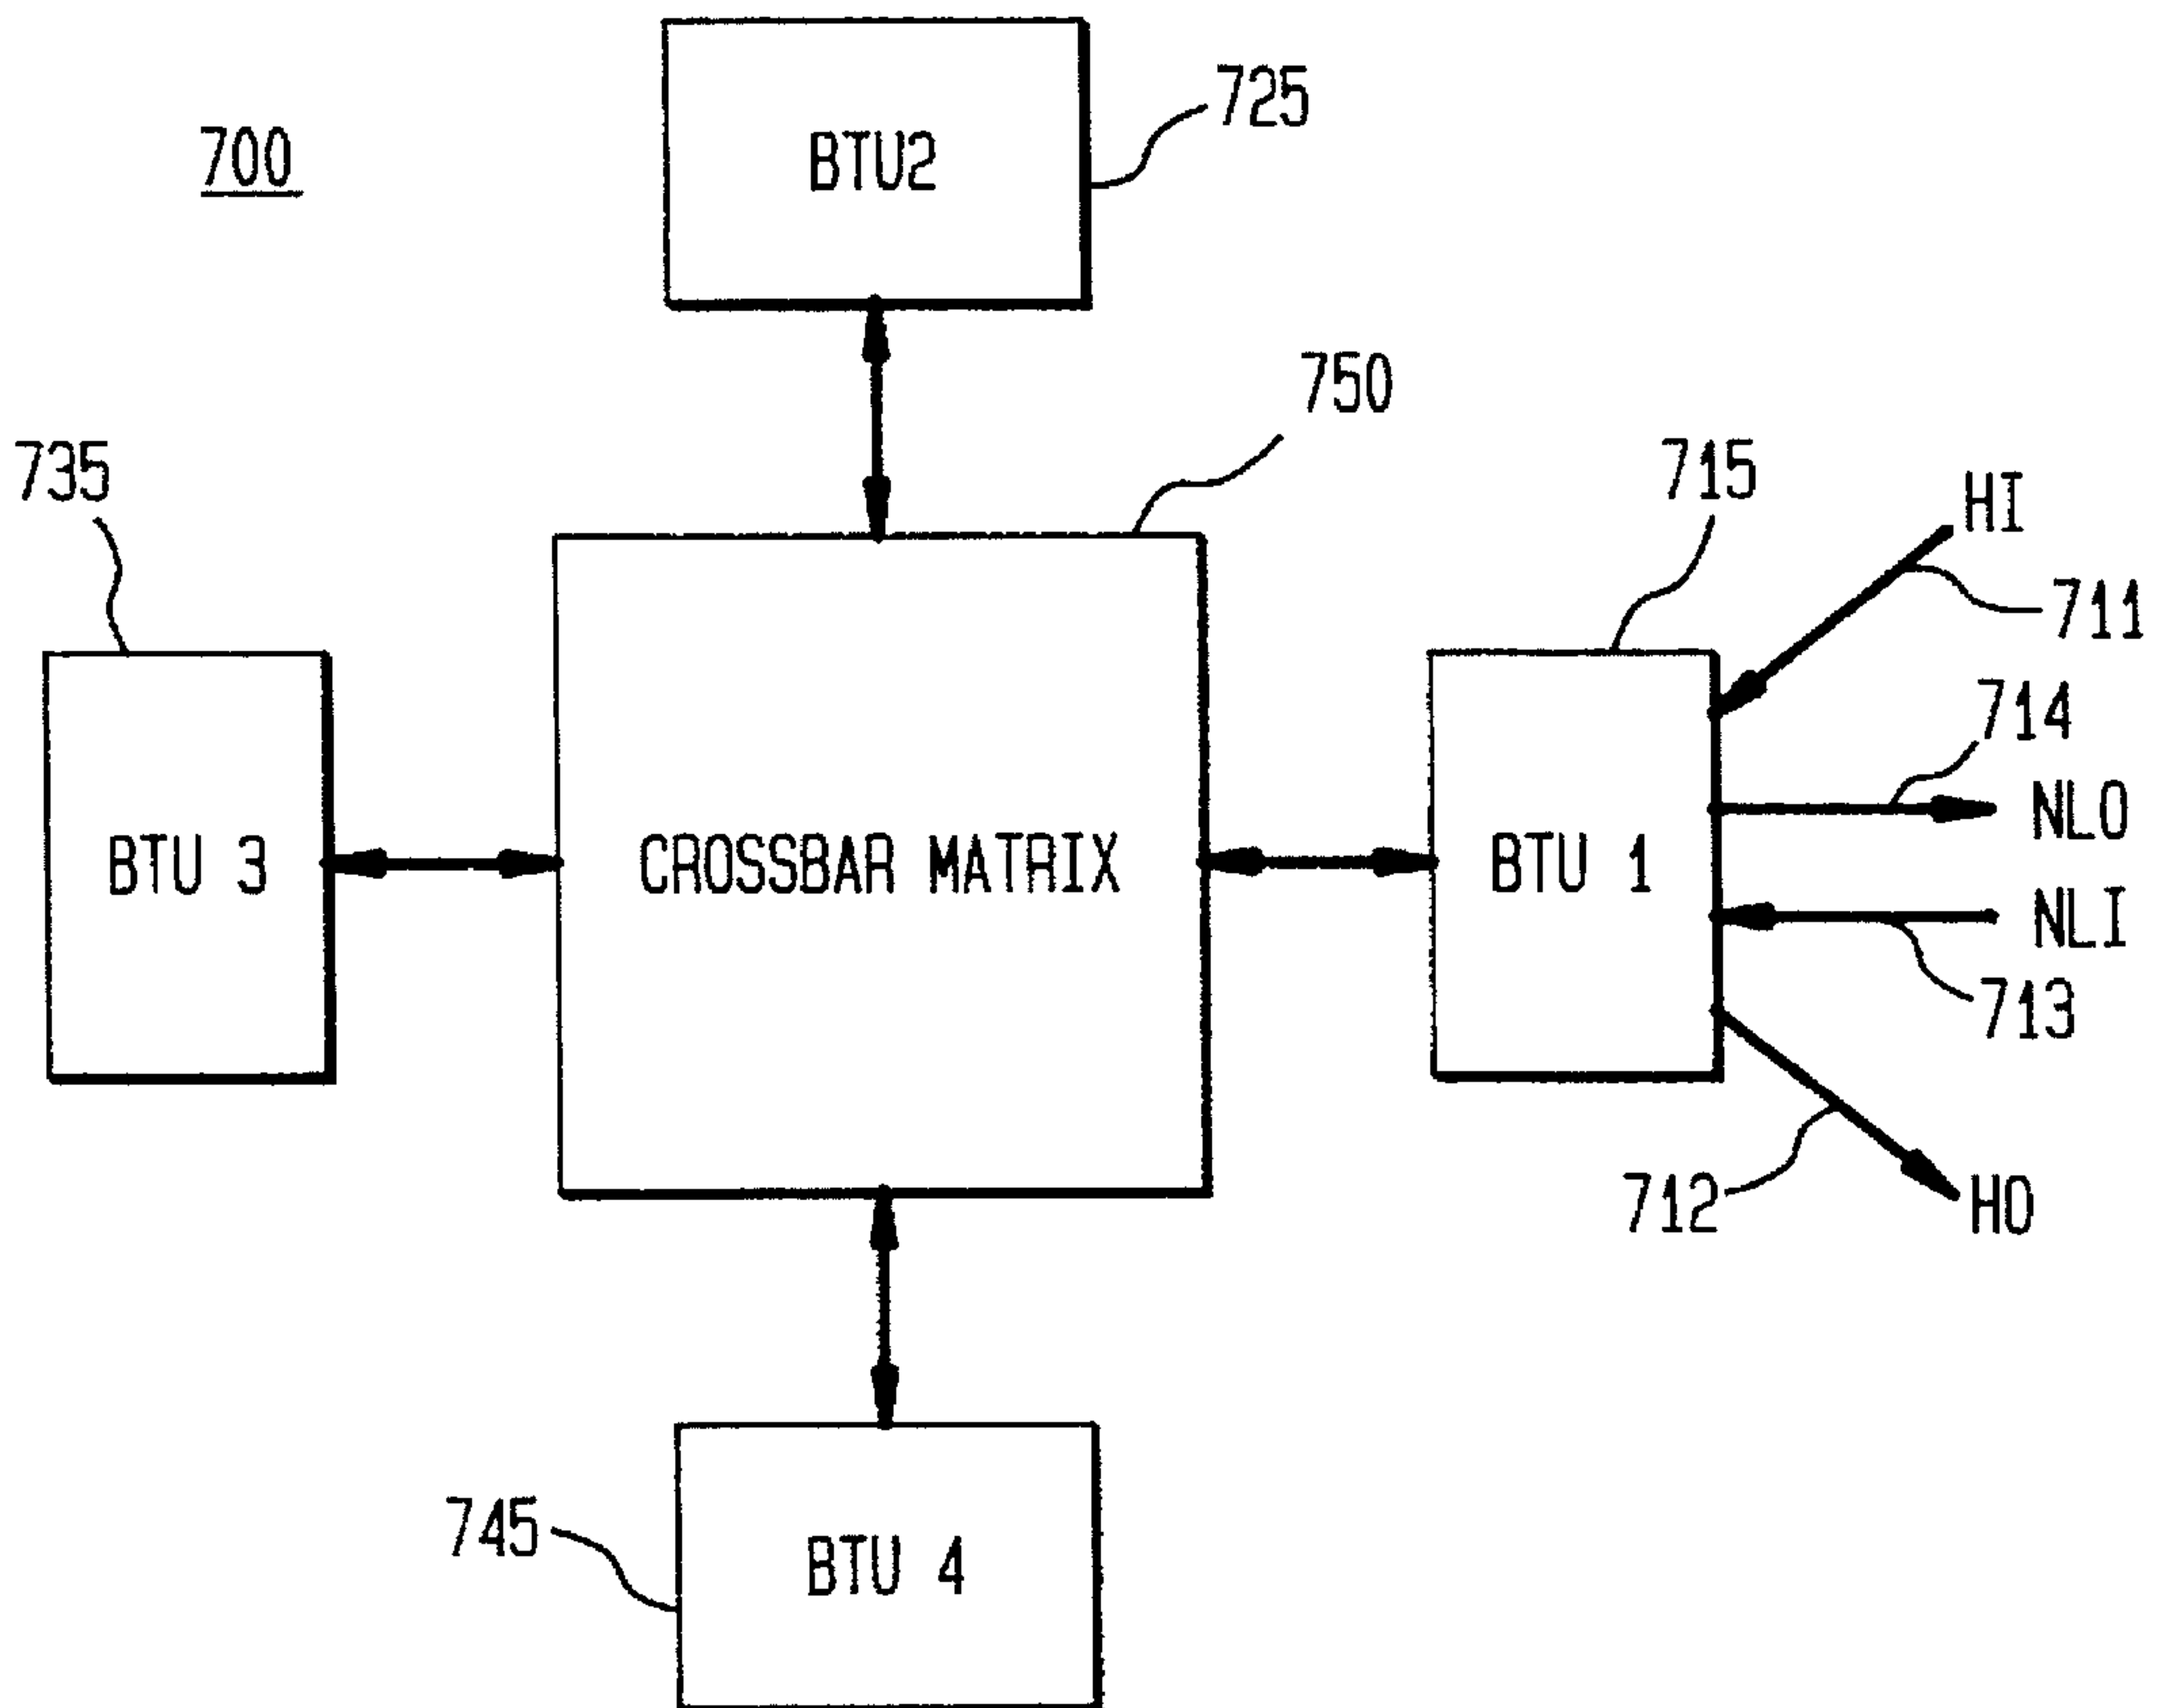 700
BTU2
725
750
735
715
HI
711
714
NLO
BTU 3
CROSSBAR MATRIX
BTU 1
NLI
713
712
HO
745
BTU 4